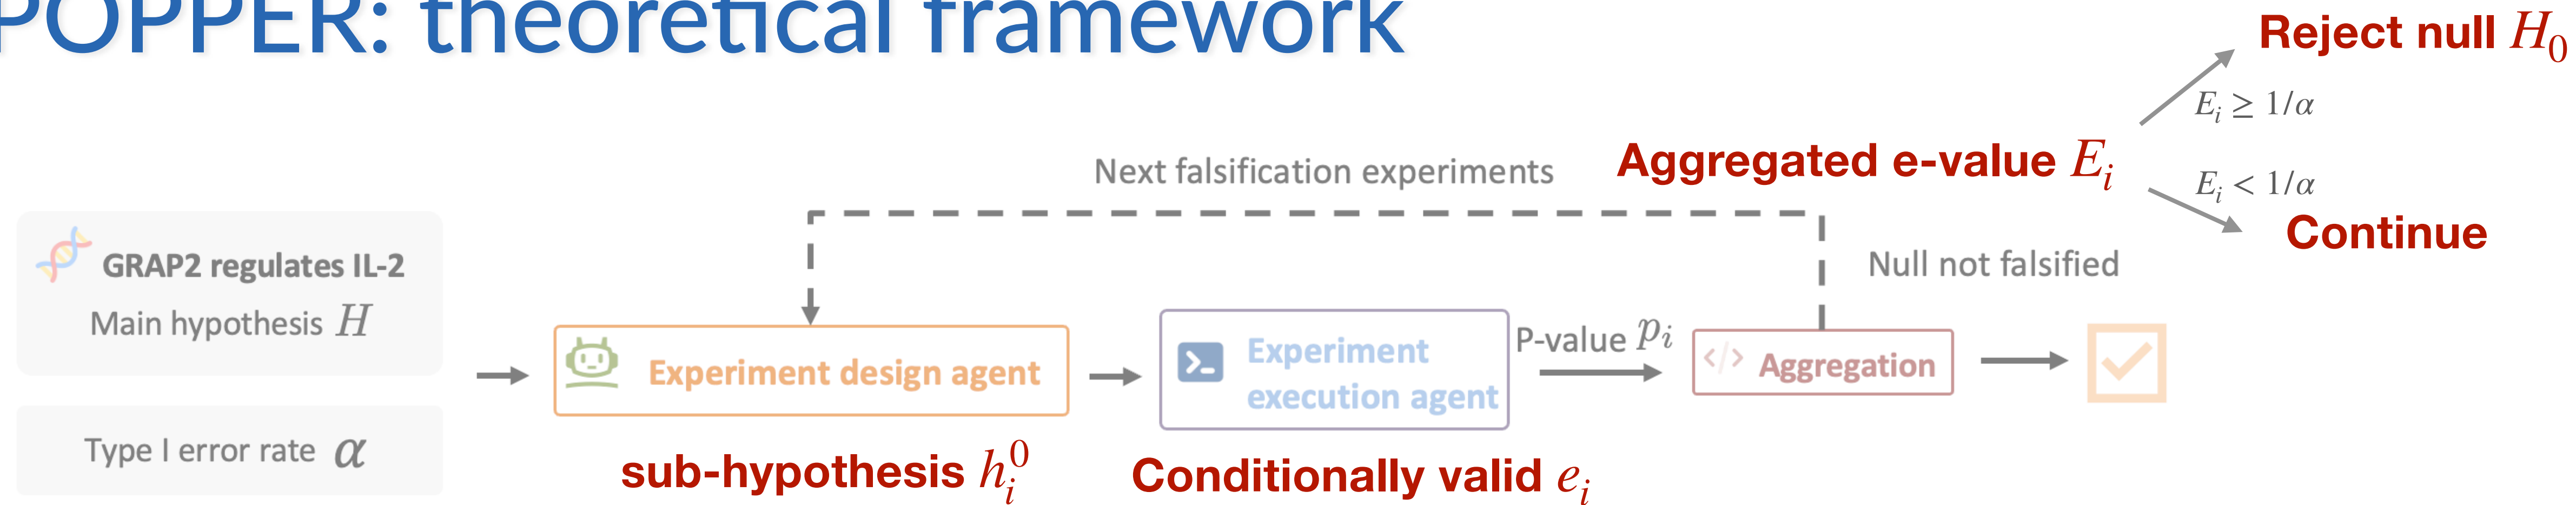 POPPER: theoretical framework
Reject null H₀
Eᵢ ≥ 1/α
Aggregated e-value Eᵢ
Eᵢ < 1/α
Continue
Next falsification experiments
Null not falsified
GRAP2 regulates IL-2
Main hypothesis H
Type I error rate α
Experiment design agent
sub-hypothesis hᵢ⁰
Experiment
execution agent
Conditionally valid eᵢ
P-value pᵢ
</> Aggregation